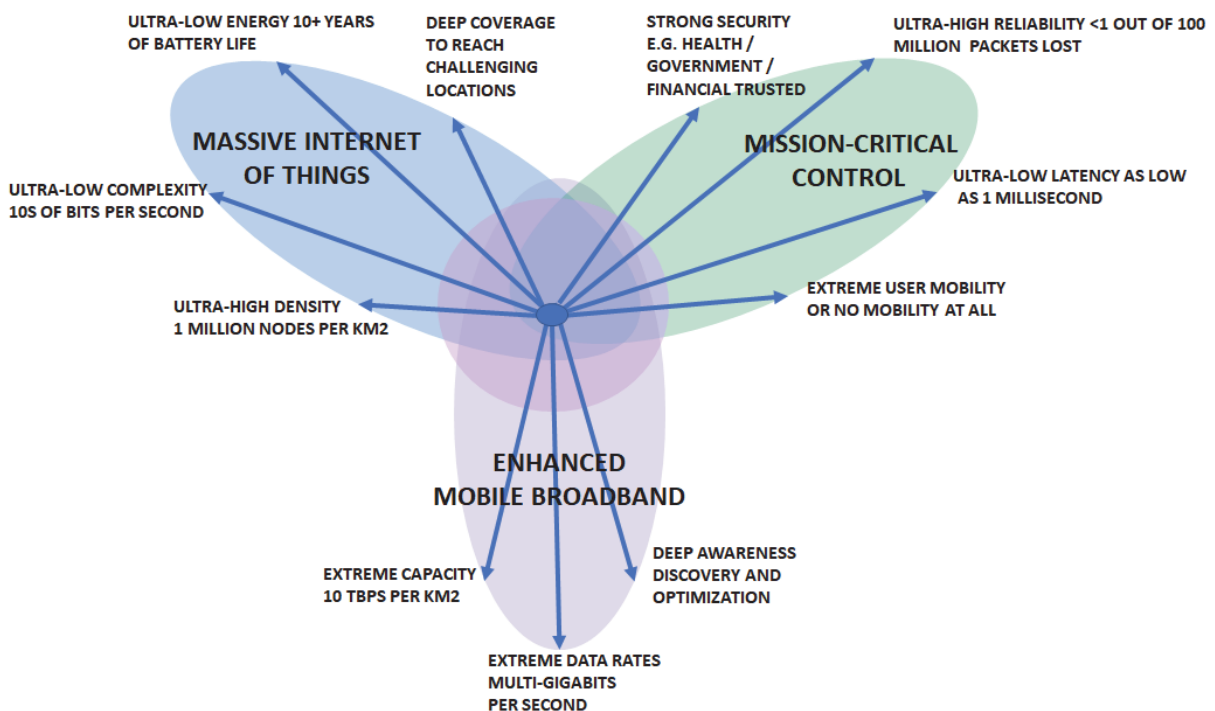 ULTRA-LOW ENERGY 10+ YEARS
OF BATTERY LIFE
DEEP COVERAGE
TO REACH
CHALLENGING
LOCATIONS
STRONG SECURITY
E.G. HEALTH /
GOVERNMENT /
FINANCIAL TRUSTED
ULTRA-HIGH RELIABILITY <1 OUT OF 100
MILLION PACKETS LOST
MASSIVE INTERNET
OF THINGS
MISSION-CRITICAL
CONTROL
ULTRA-LOW COMPLEXITY
10S OF BITS PER SECOND
ULTRA-LOW LATENCY AS LOW
AS 1 MILLISECOND
ULTRA-HIGH DENSITY
1 MILLION NODES PER KM2
EXTREME USER MOBILITY
OR NO MOBILITY AT ALL
ENHANCED
MOBILE BROADBAND
EXTREME CAPACITY
10 TBPS PER KM2
DEEP AWARENESS
DISCOVERY AND
OPTIMIZATION
EXTREME DATA RATES
MULTI-GIGABITS
PER SECOND